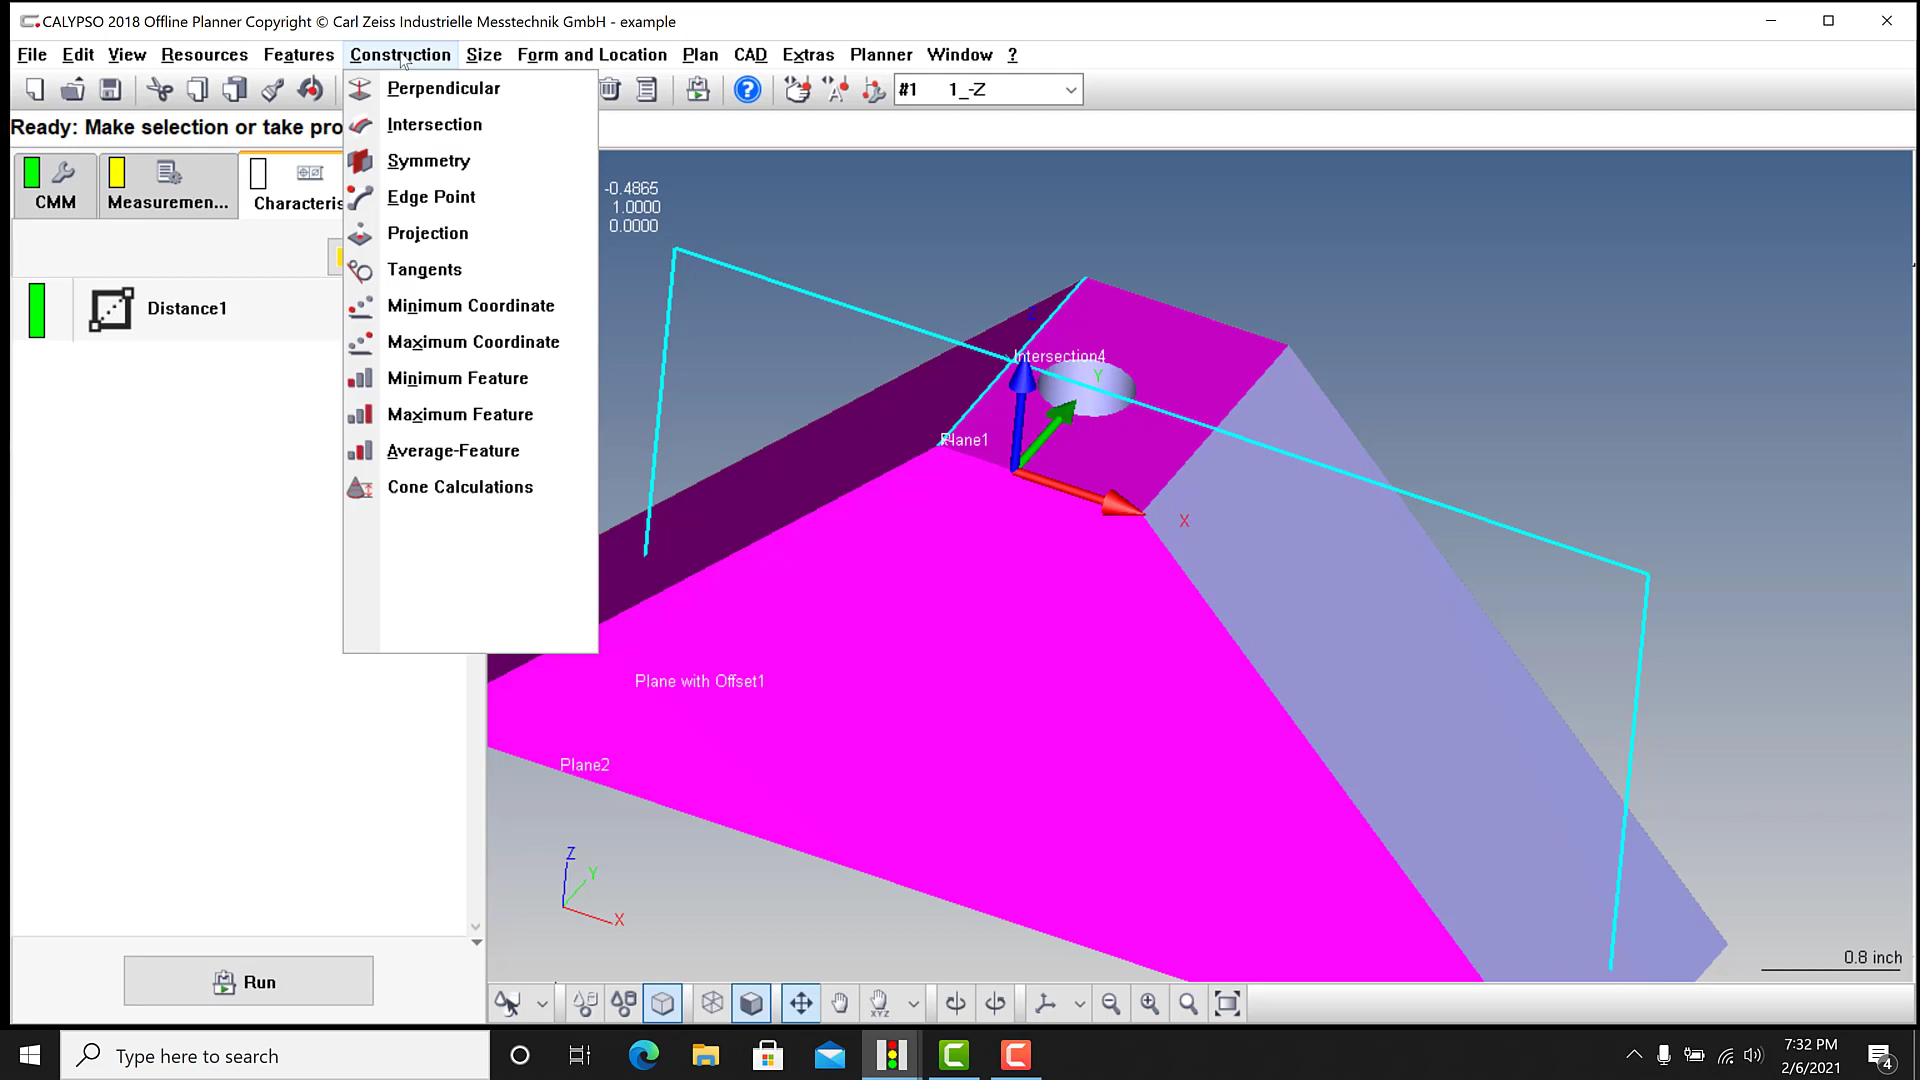 CALYPSO 2018 Offline Planner Copyright © Carl Zeiss Industrielle Messtechnik GmbH - example
File Edit View Resources Features Construction Size Form and Location Plan CAD Extras Planner Window ?
#1 1_-Z
Ready: Make selection or take pro
CMM
Measuremen...
Characteris
Distance1
Perpendicular
Intersection
Symmetry
Edge Point
Projection
Tangents
Minimum Coordinate
Maximum Coordinate
Minimum Feature
Maximum Feature
Average-Feature
Cone Calculations
-0.4865
1.0000
0.0000
Z
Intersection4
Y
Plane1
X
Plane with Offset1
Plane2
Z
Y
X
0.8 inch
Run
XYZ
Type here to search
7:32 PM
2/6/2021
4